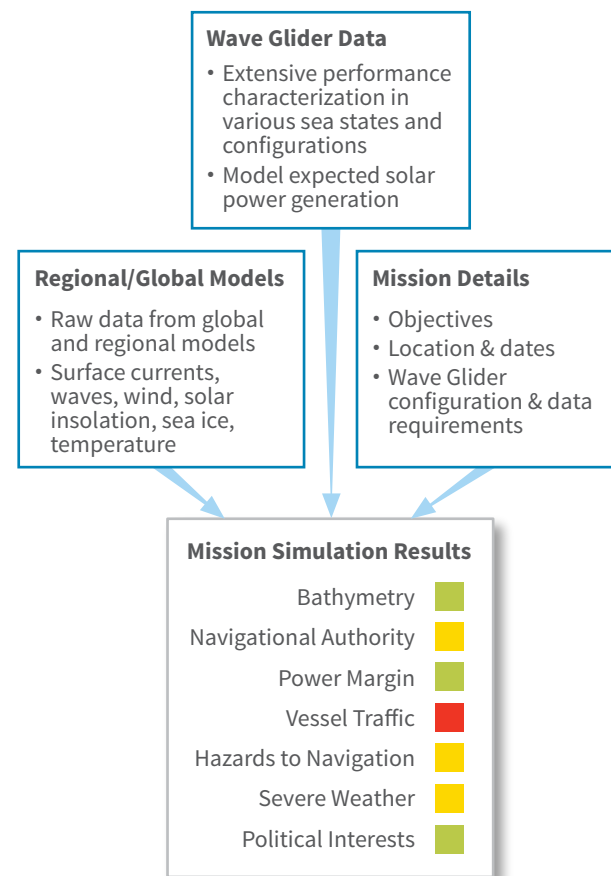 Wave Glider Data
• Extensive performance
characterization in
various sea states and
configurations
• Model expected solar
power generation
Regional/Global Models
• Raw data from global
and regional models
• Surface currents,
waves, wind, solar
insolation, sea ice,
temperature
Mission Details
• Objectives
• Location & dates
• Wave Glider
configuration & data
requirements
Mission Simulation Results
Bathymetry
Navigational Authority
Power Margin
Vessel Traffic
Hazards to Navigation
Severe Weather
Political Interests